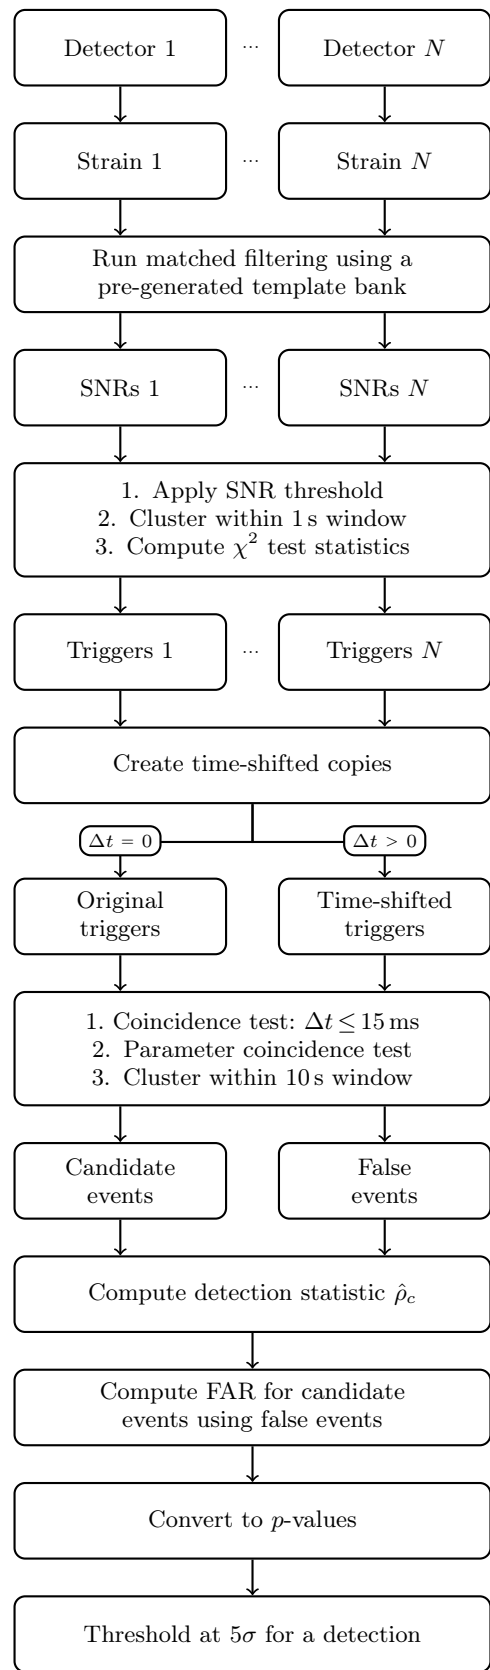 Detector 1 ... Detector N
Strain 1 ... Strain N
Run matched filtering using a
pre-generated template bank
SNRs 1 ... SNRs N
1. Apply SNR threshold
2. Cluster within 1 s window
3. Compute χ² test statistics
Triggers 1 ... Triggers N
Create time-shifted copies
Δt = 0
Δt > 0
Original
triggers
Time-shifted
triggers
1. Coincidence test: Δt ≤ 15 ms
2. Parameter coincidence test
3. Cluster within 10 s window
Candidate
events
False
events
Compute detection statistic ρ̂c
Compute FAR for candidate
events using false events
Convert to p-values
Threshold at 5σ for a detection